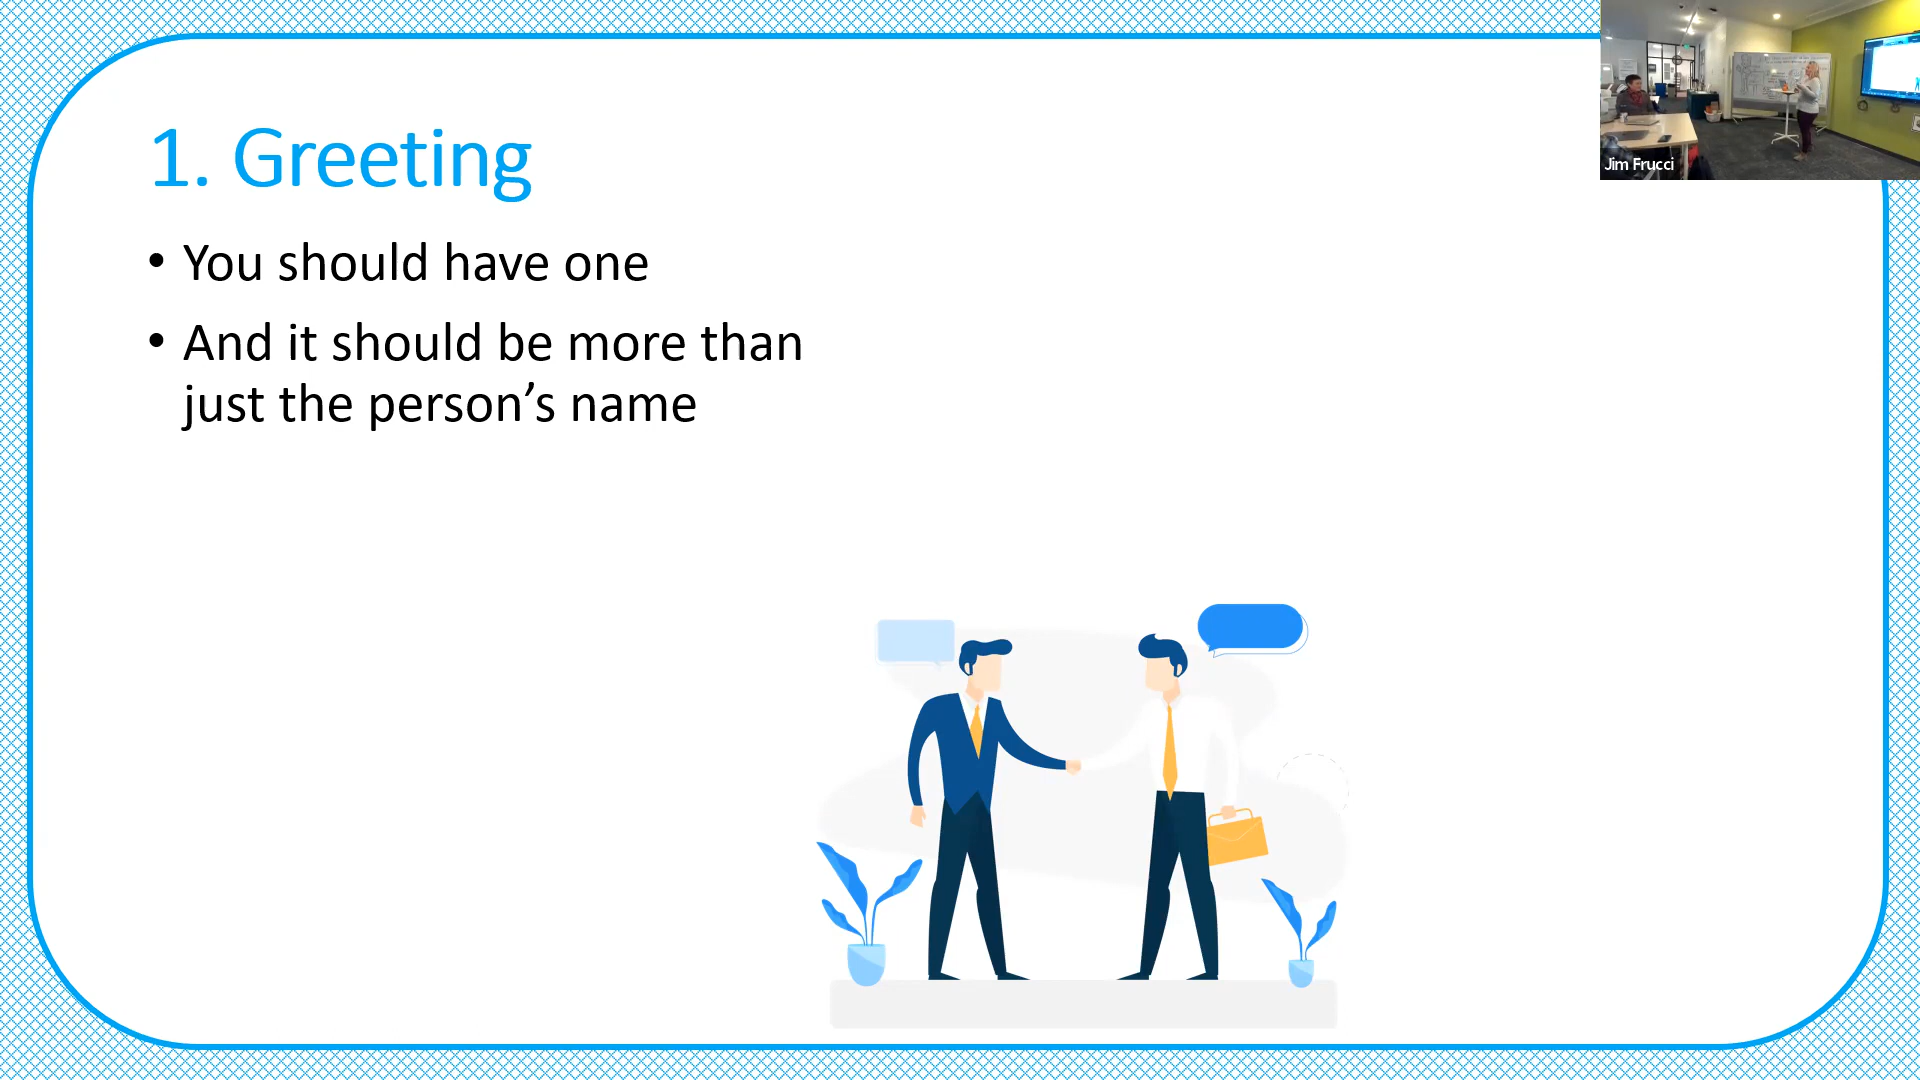 1. Greeting
• You should have one
• And it should be more than
just the person’s name
Jim Frucci